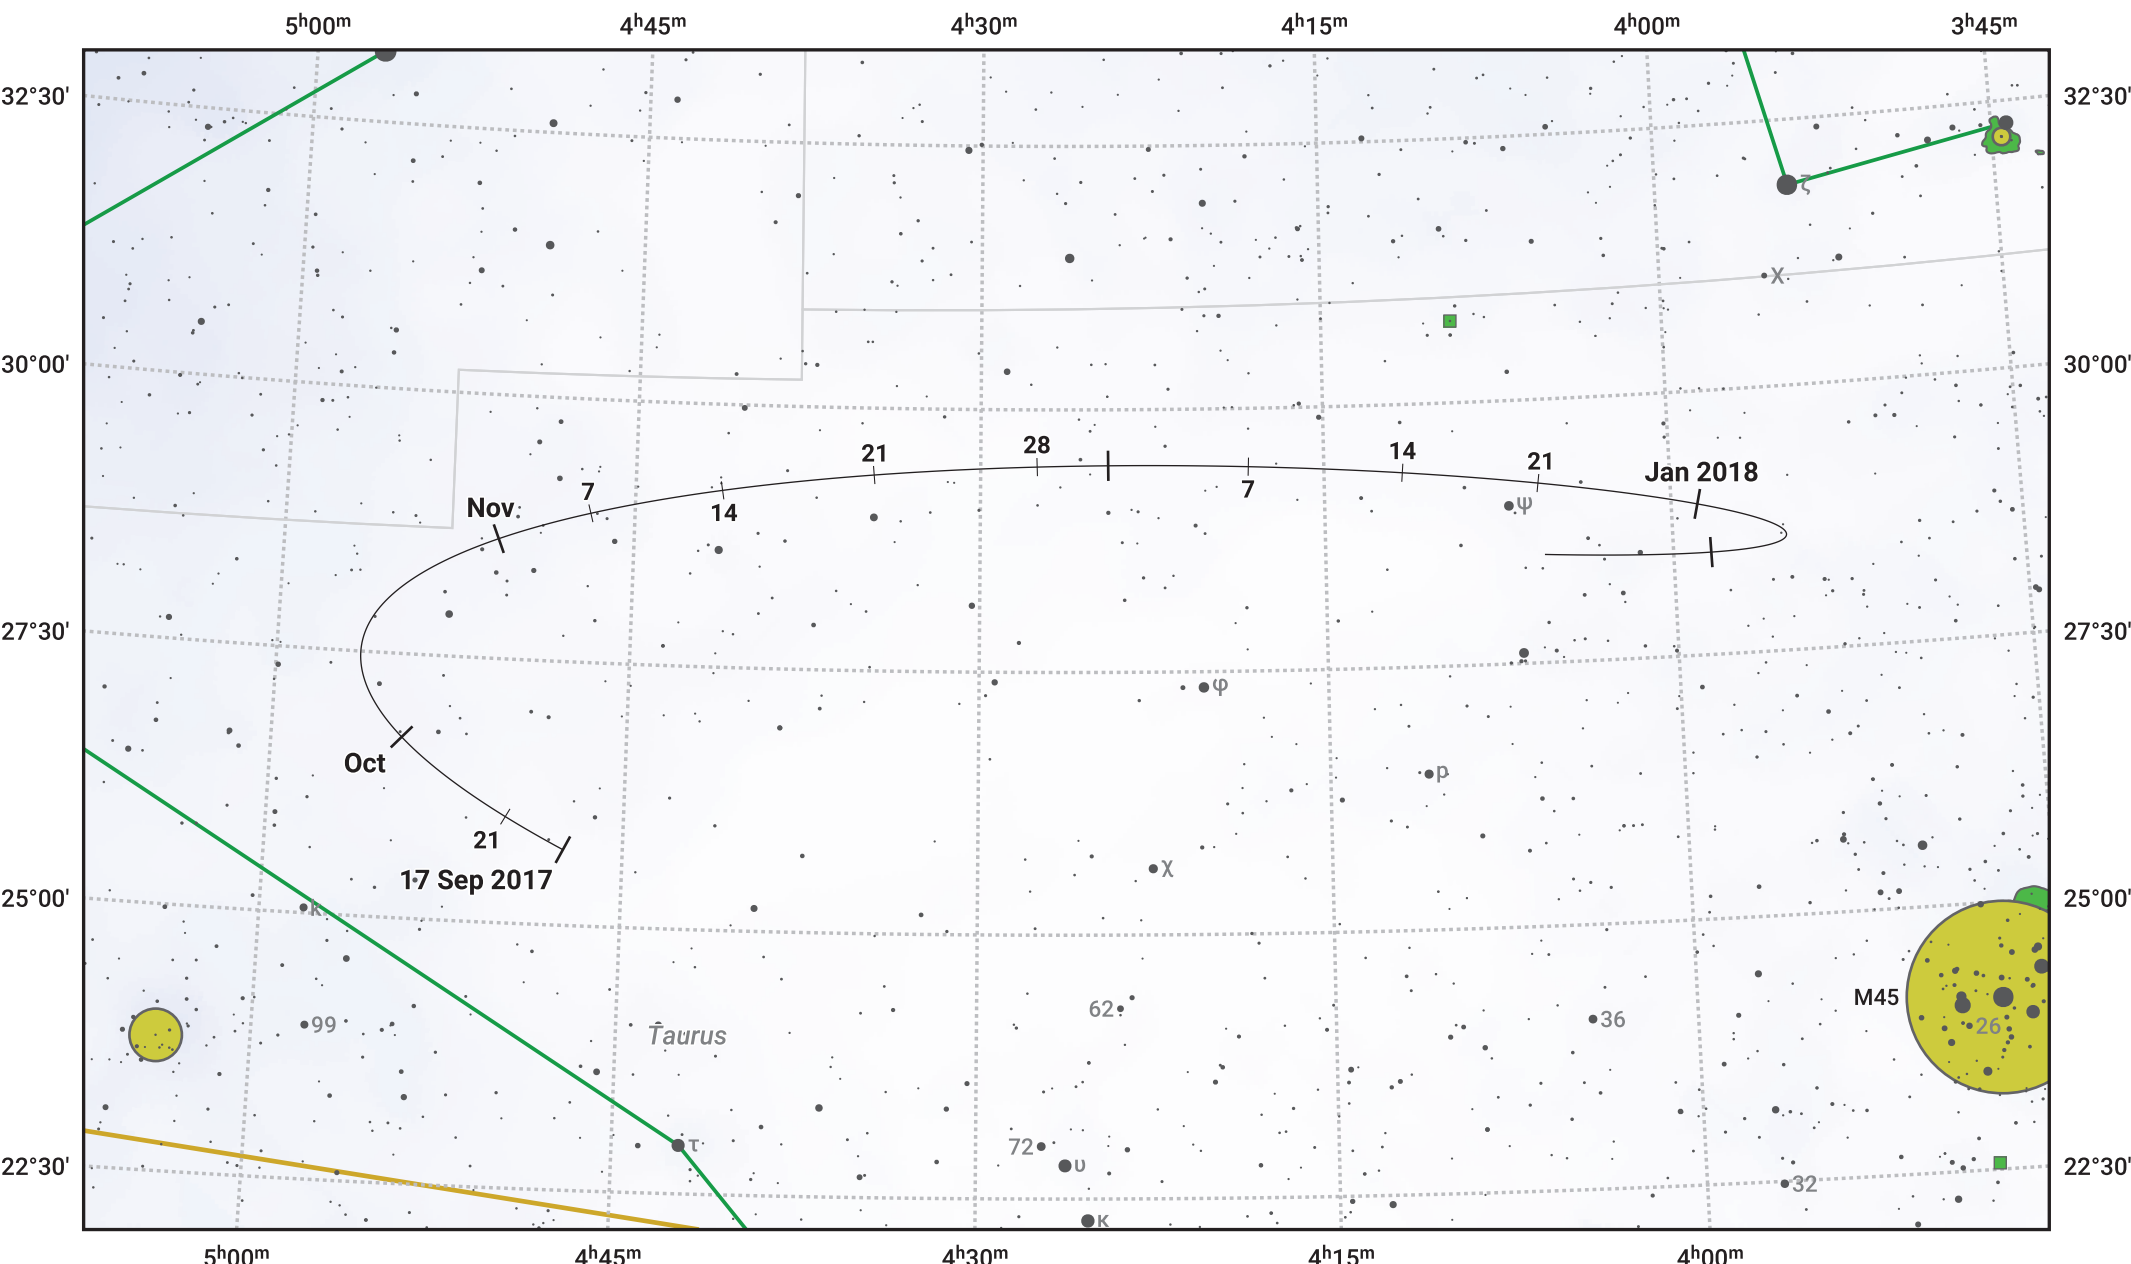 5ʰ00ᵐ 4ʰ45ᵐ 4ʰ30ᵐ 4ʰ15ᵐ 4ʰ00ᵐ 3ʰ45ᵐ
32°30' 32°30'
ζ
χ
30°00' 30°00'
21 28 14 21 Jan 2018
Nov 7 14 7 ψ
27°30' 27°30'
φ
Oct p
21
17 Sep 2017 χ
25°00' 25°00'
k
M45
99 62 36 26
Taurus
τ 72 υ
22°30' 22°30'
32
κ
5ʰ00ᵐ 4ʰ45ᵐ 4ʰ30ᵐ 4ʰ15ᵐ 4ʰ00ᵐ